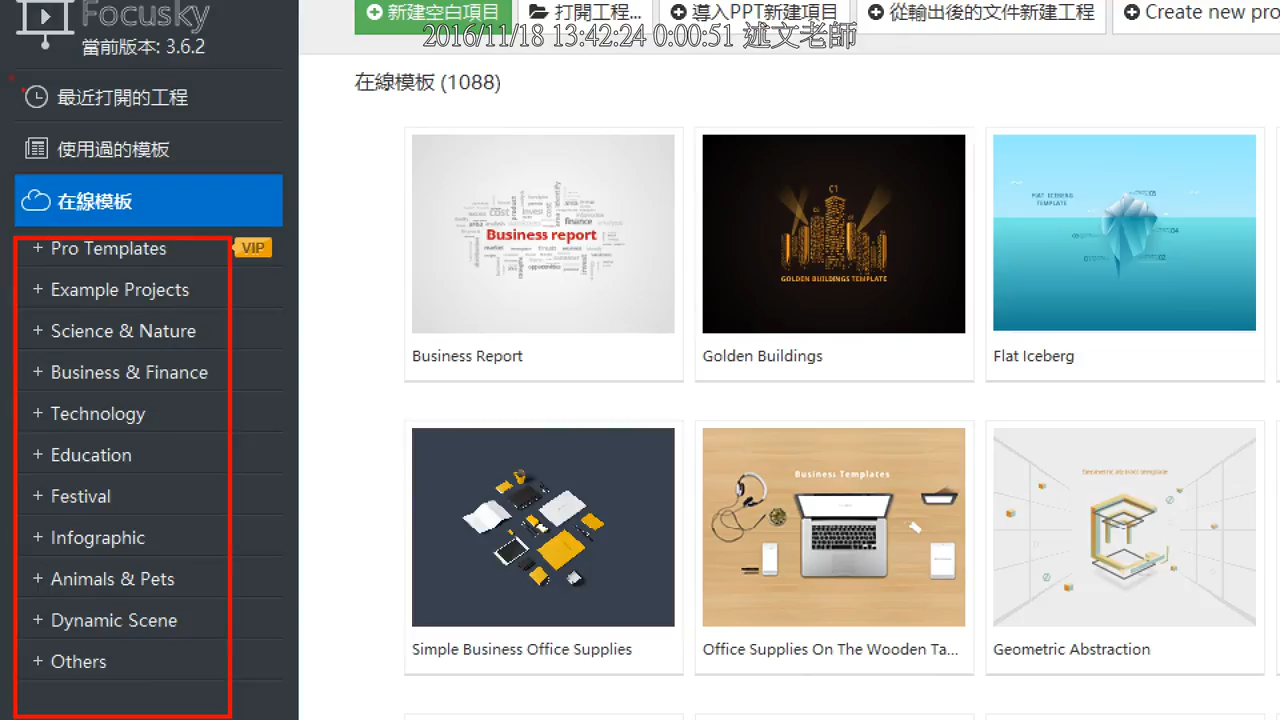 Focusky
當前版本: 3.6.2
新建空白項目
打開工程...
導入PPT新建項目
從輸出後的文件新建工程
Create new pro
2016/11/18 13:42:24 0:00:51 述文老師
最近打開的工程
使用過的模板
在線模板
+ Pro Templates
VIP
+ Example Projects
+ Science & Nature
+ Business & Finance
+ Technology
+ Education
+ Festival
+ Infographic
+ Animals & Pets
+ Dynamic Scene
+ Others
在線模板 (1088)
Business report
GOLDEN BUILDINGS TEMPLATE
FLAT ICEBERG
TEMPLATE
Business Report
Golden Buildings
Flat Iceberg
Business Templates
Geometric abstract template
Simple Business Office Supplies
Office Supplies On The Wooden Ta...
Geometric Abstraction